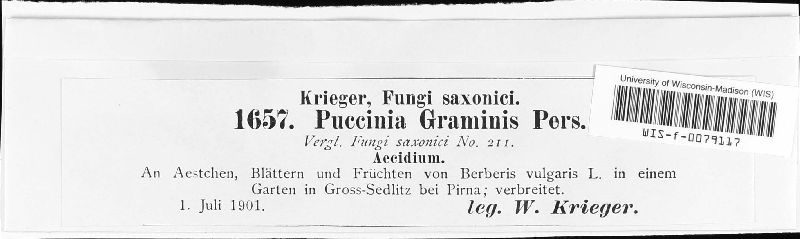 Krieger, Fungi saxonici.
1657. Puccinia Graminis Pers.
Vergl. Fungi saxonici No. 211.
Aecidium.
An Aestchen, Blättern und Früchten von Berberis vulgaris L. in einem
Garten in Gross-Sedlitz bei Pirna; verbreitet.
1. Juli 1901. leg. W. Krieger.
University of Wisconsin-Madison (WIS)
WIS-f-0079117